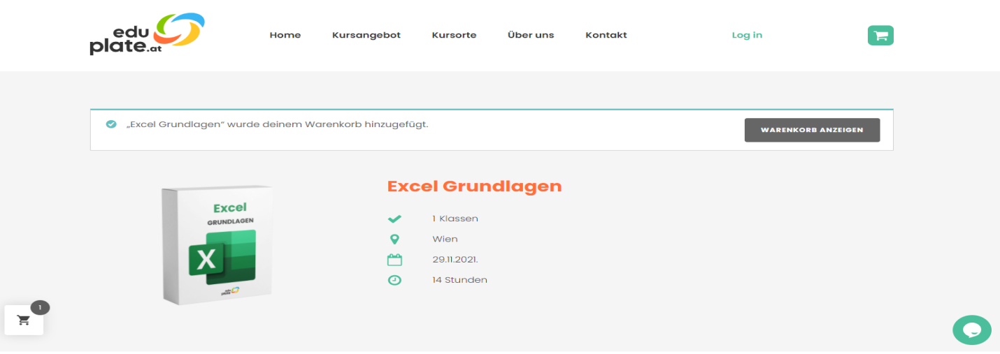 edu
plate.at
Home Kursangebot Kursorte Über uns Kontakt Log in
„Excel Grundlagen“ wurde deinem Warenkorb hinzugefügt.
WARENKORB ANZEIGEN
Excel Grundlagen
Excel
GRUNDLAGEN
X
edu
plate
1 Klassen
Wien
29.11.2021.
14 Stunden
1